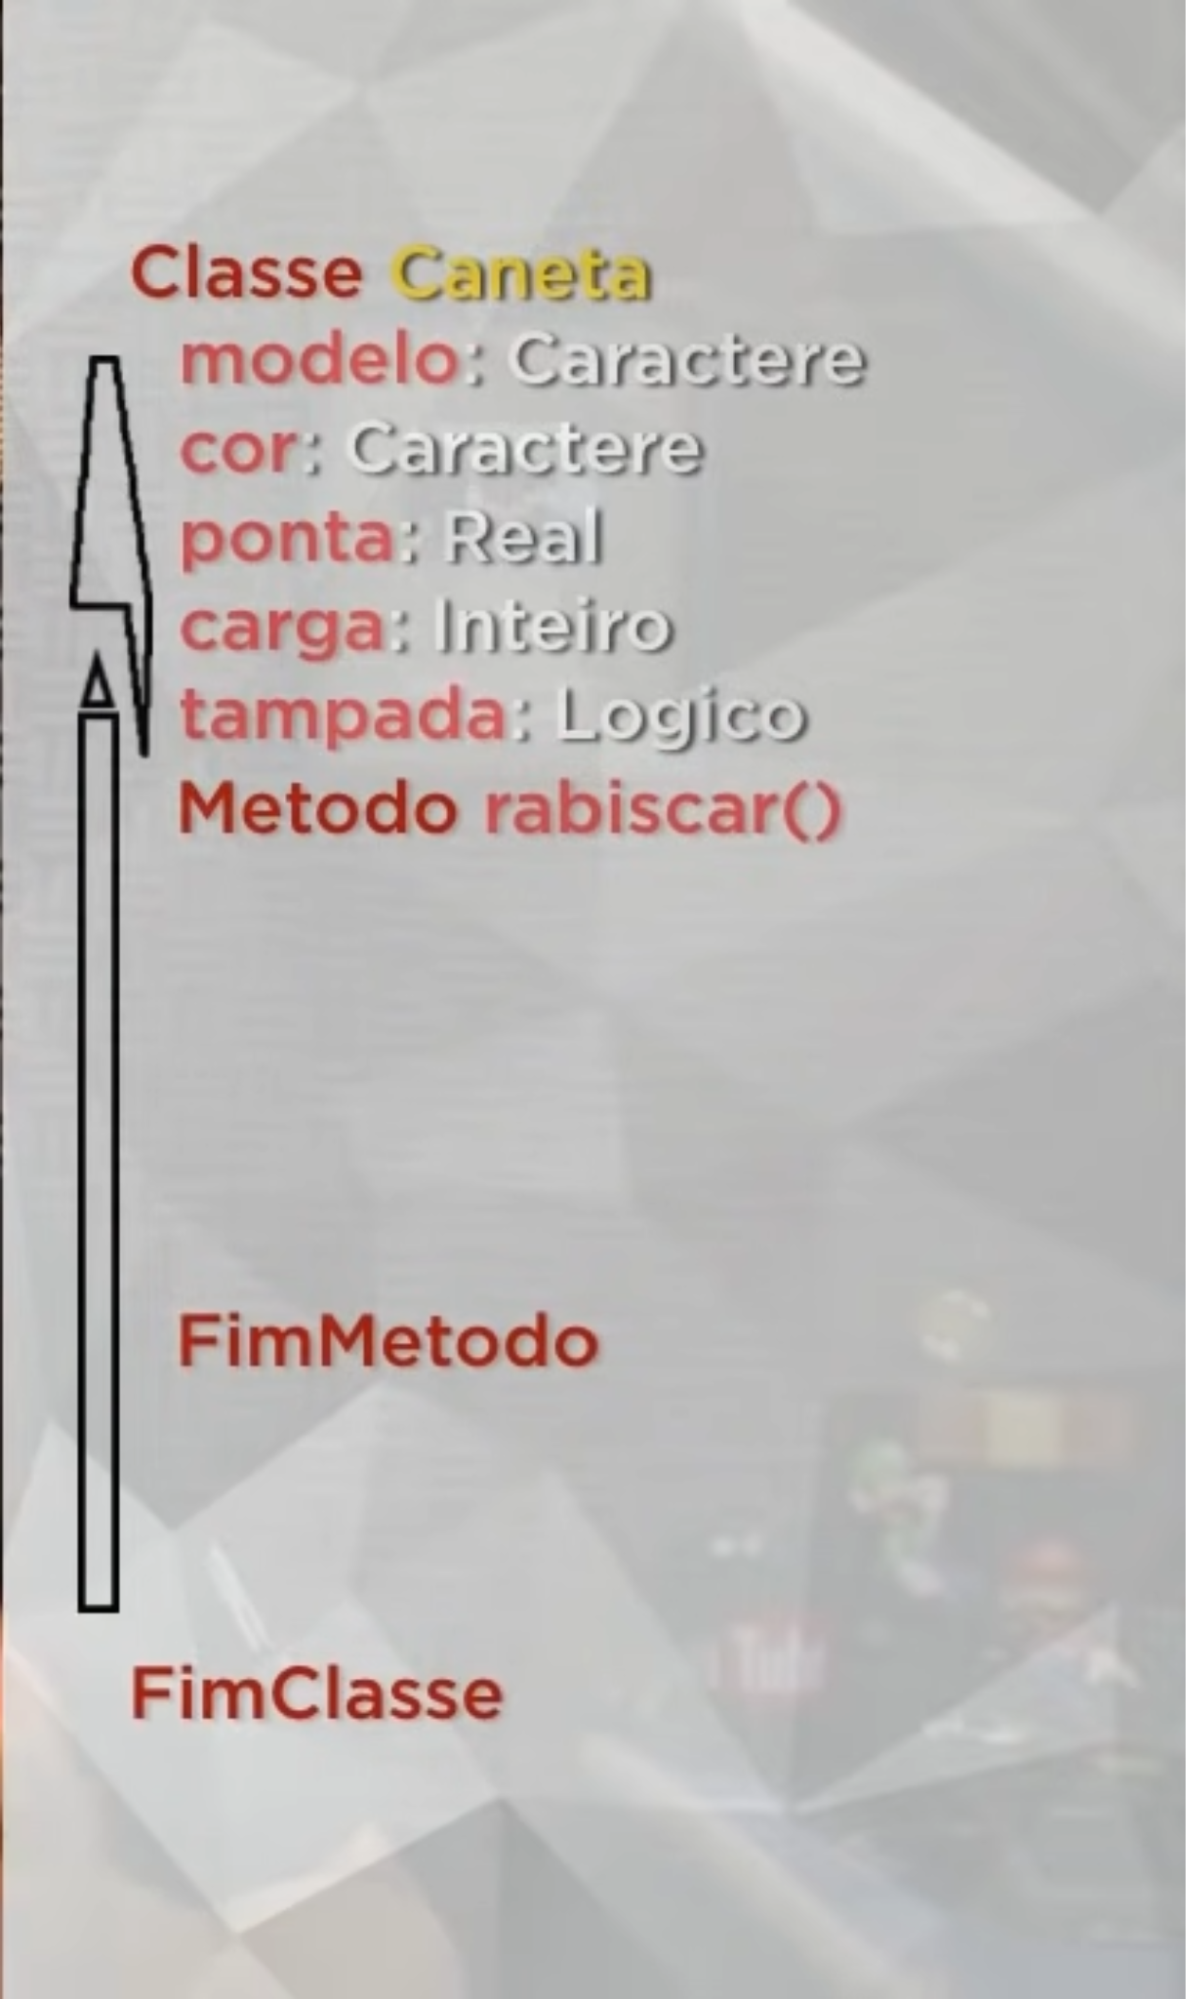 Classe Caneta
modelo: Caractere
cor: Caractere
ponta: Real
carga: Inteiro
tampada: Logico
Metodo rabiscar()
FimMetodo
FimClasse